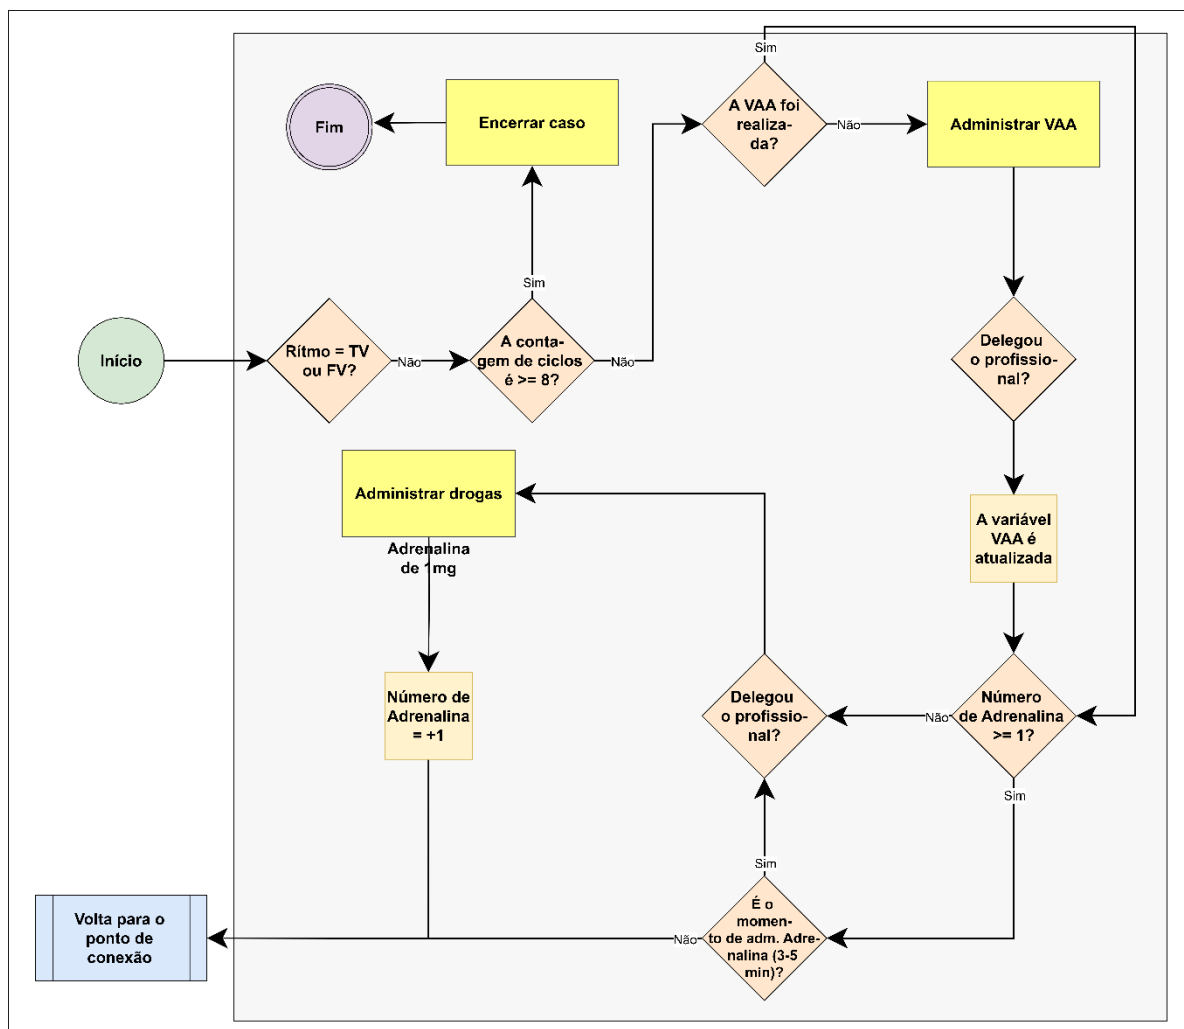 Sim
Fim
Encerrar caso
A VAA foi
realiza-
da?
Não
Administrar VAA
Sim
Início
Rítmo = TV
ou FV?
Não
A conta-
gem de ciclos
é >= 8?
Não
Delegou
o profissio-
nal?
Administrar drogas
Adrenalina
de 1mg
A variável
VAA é
atualizada
Número de
Adrenalina
= +1
Delegou
o profissio-
nal?
Não
Número
de Adrenalina
>= 1?
Sim
Sim
Volta para o
ponto de
conexão
Não
É o
momen-
to de adm. Adre-
nalina (3-5
min)?